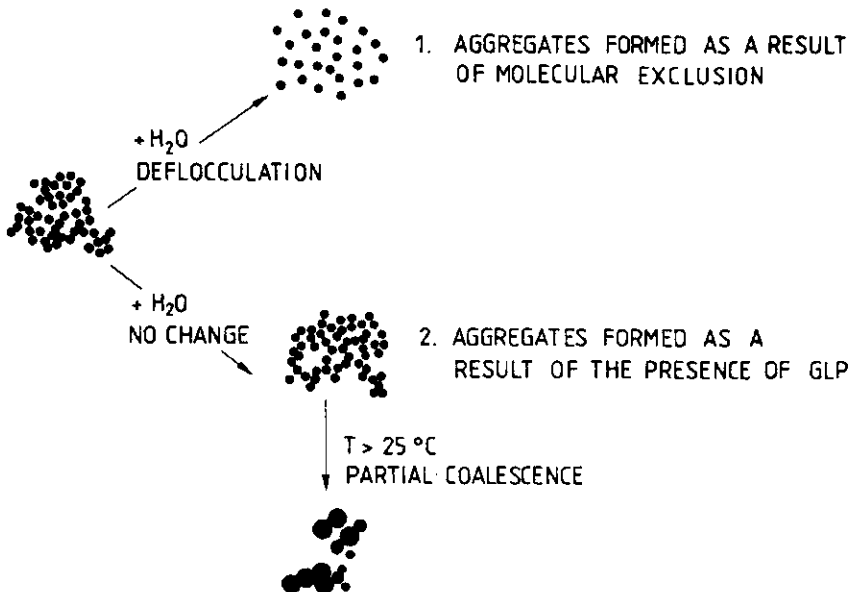 1. AGGREGATES FORMED AS A RESULT
OF MOLECULAR EXCLUSION
+ H₂O
DEFLOCCULATION
+ H₂O
NO CHANGE
2. AGGREGATES FORMED AS A
RESULT OF THE PRESENCE OF GLP
T > 25 °C
PARTIAL COALESCENCE